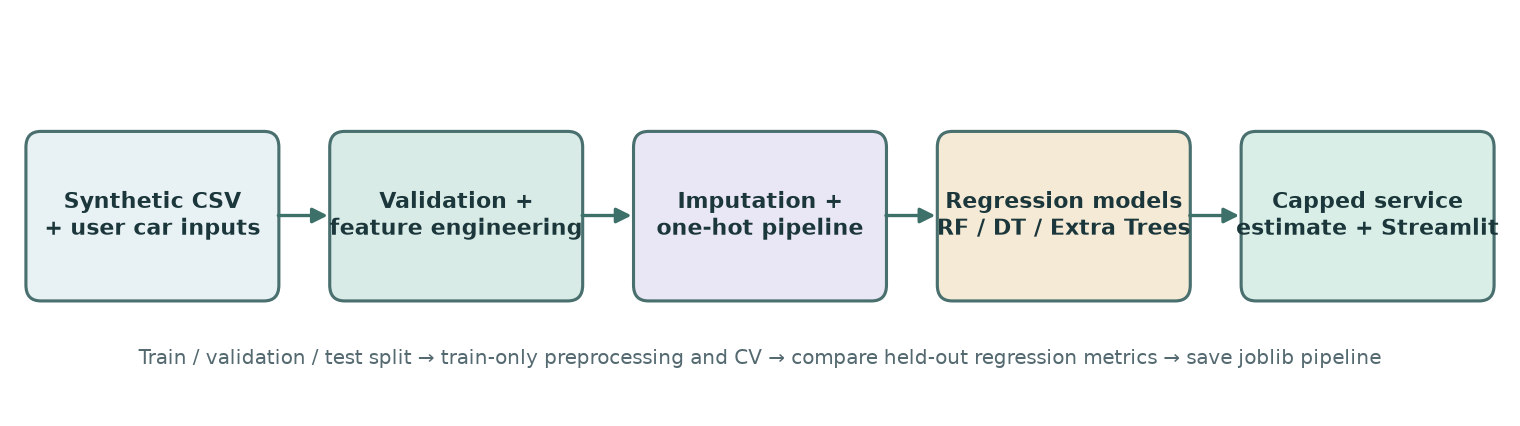 Synthetic CSV
+ user car inputs
Validation +
feature engineering
Imputation +
one-hot pipeline
Regression models
RF / DT / Extra Trees
Capped service
estimate + Streamlit
Train / validation / test split → train-only preprocessing and CV → compare held-out regression metrics → save joblib pipeline